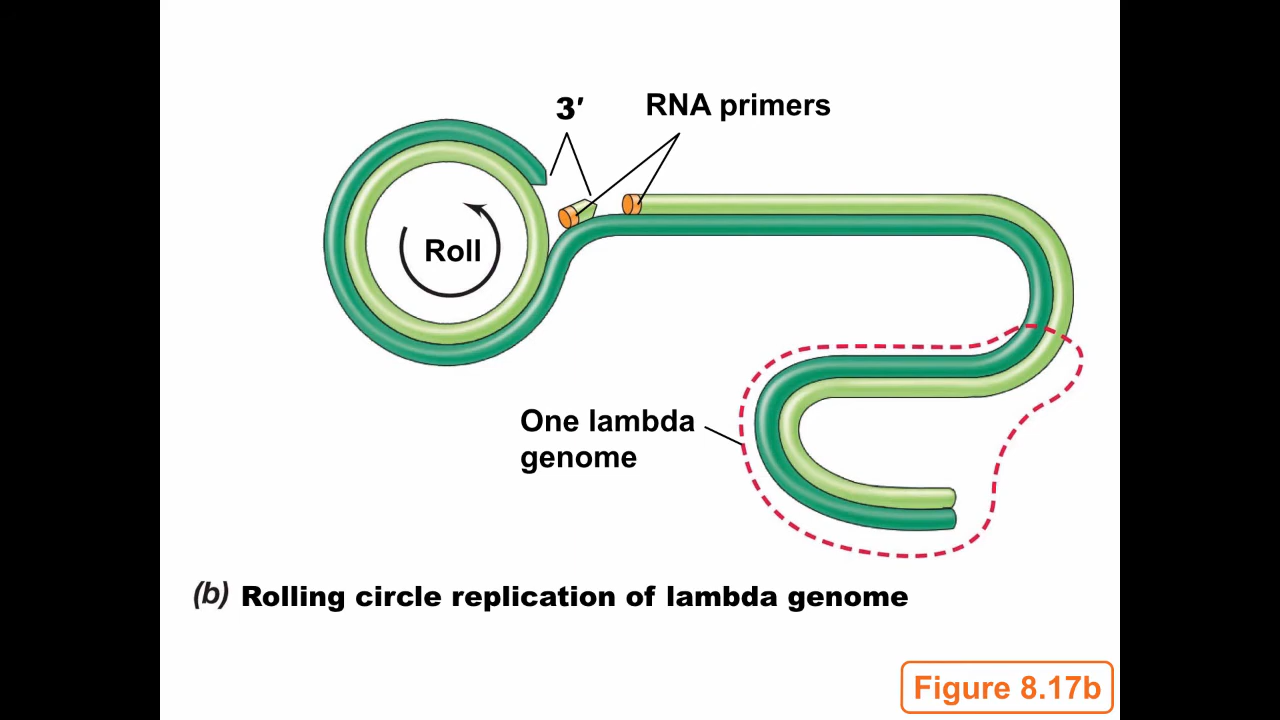 3′
RNA primers
Roll
One lambda
genome
(b) Rolling circle replication of lambda genome
Figure 8.17b